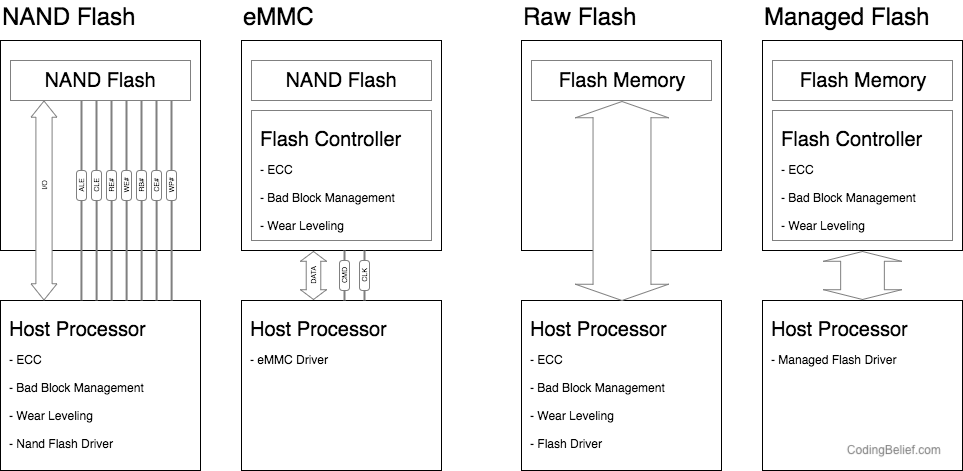 NAND Flash
NAND Flash
I/O
ALE
CLE
RE#
WE#
RB#
CE#
WP#
Host Processor
- ECC
- Bad Block Management
- Wear Leveling
- Nand Flash Driver
eMMC
NAND Flash
Flash Controller
- ECC
- Bad Block Management
- Wear Leveling
DATA
CMD
CLK
Host Processor
- eMMC Driver
Raw Flash
Flash Memory
Host Processor
- ECC
- Bad Block Management
- Wear Leveling
- Flash Driver
Managed Flash
Flash Memory
Flash Controller
- ECC
- Bad Block Management
- Wear Leveling
Host Processor
- Managed Flash Driver
CodingBelief.com